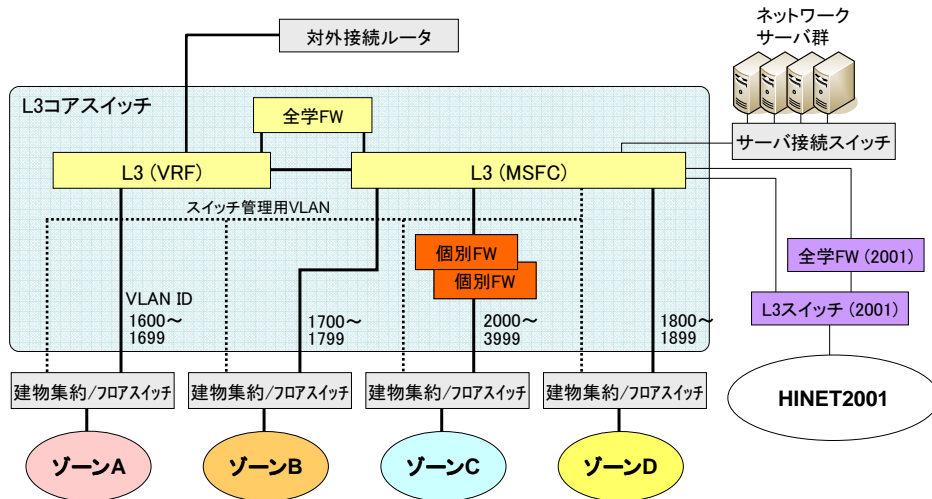 対外接続ルータ
ネットワーク
サーバ群
L3コアスイッチ
全学FW
サーバ接続スイッチ
L3 (VRF)
L3 (MSFC)
スイッチ管理用VLAN
個別FW
個別FW
全学FW (2001)
L3スイッチ (2001)
VLAN ID
1600～
1699
1700～
1799
2000～
3999
1800～
1899
建物集約/フロアスイッチ
建物集約/フロアスイッチ
建物集約/フロアスイッチ
建物集約/フロアスイッチ
HINET2001
ゾーンA
ゾーンB
ゾーンC
ゾーンD